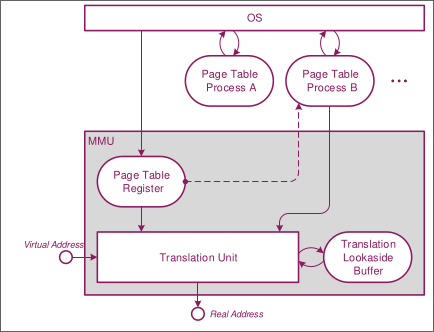 OS
Page Table
Process A
Page Table
Process B
...
MMU
Page Table
Register
Virtual Address
Translation Unit
Translation
Lookaside
Buffer
Real Address